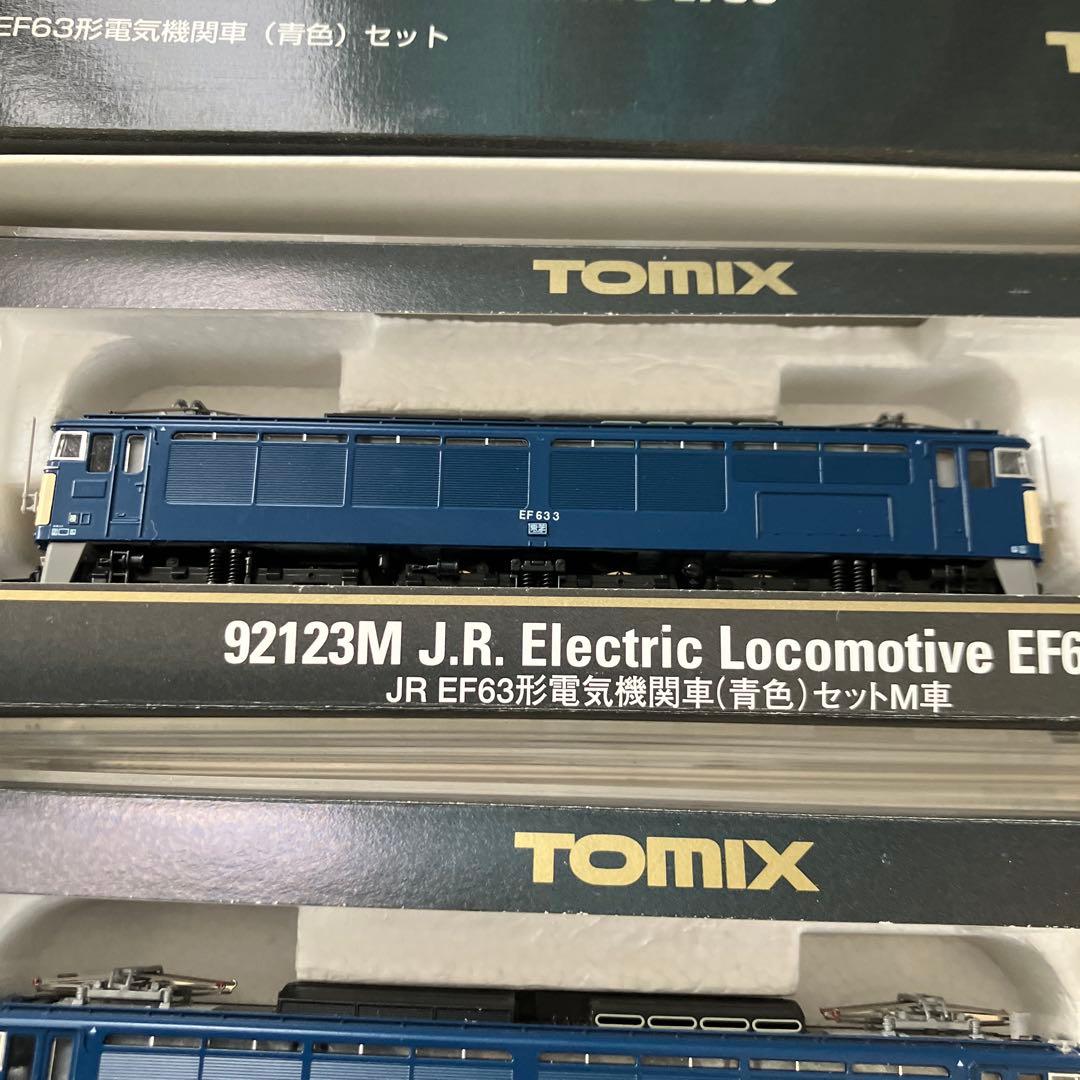 EF63形電気機関車（青色）セット
TOMIX
EF63 3
92123M J.R. Electric Locomotive EF6
JR EF63形電気機関車(青色)セットM車
TOMIX